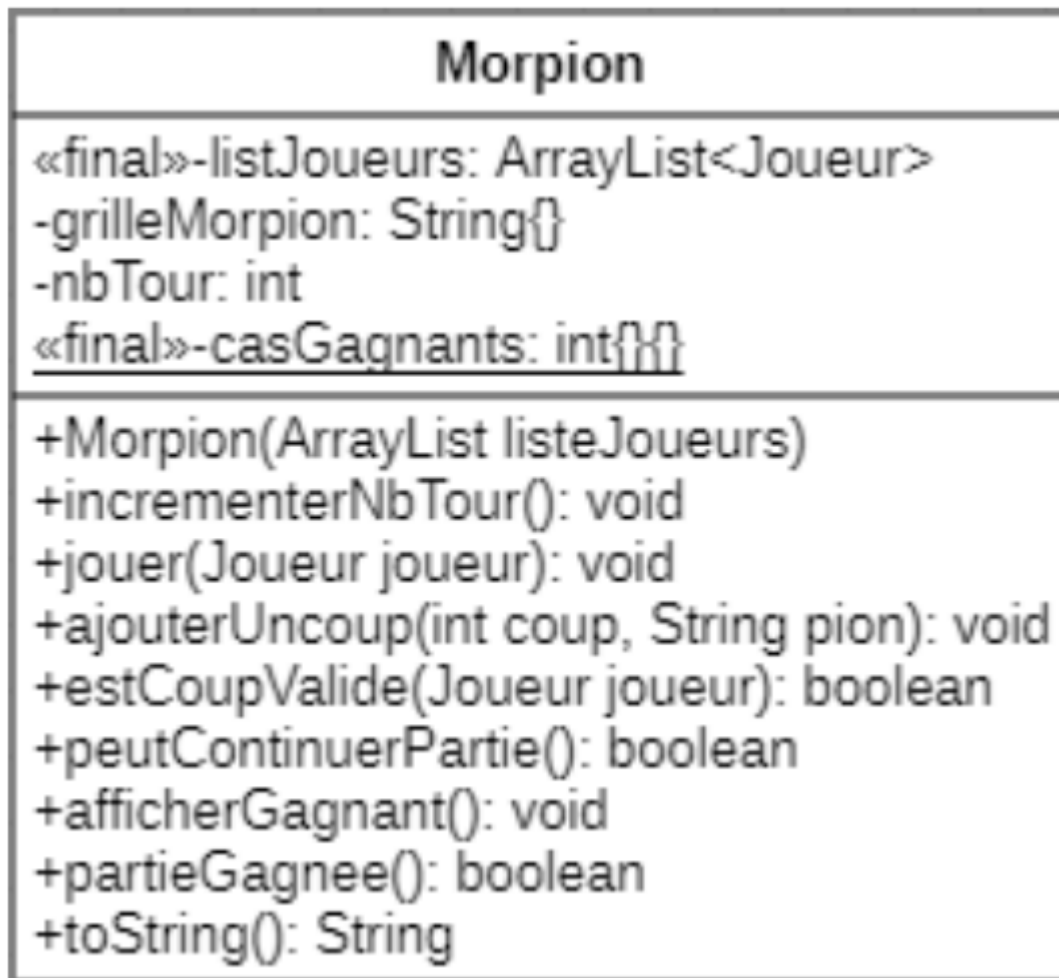 Morpion
«final»-listJoueurs: ArrayList<Joueur>
-grilleMorpion: String{}
-nbTour: int
«final»-casGagnants: int{}{}
+Morpion(ArrayList listeJoueurs)
+incrementerNbTour(): void
+jouer(Joueur joueur): void
+ajouterUncoup(int coup, String pion): void
+estCoupValide(Joueur joueur): boolean
+peutContinuerPartie(): boolean
+afficherGagnant(): void
+partieGagnee(): boolean
+toString(): String